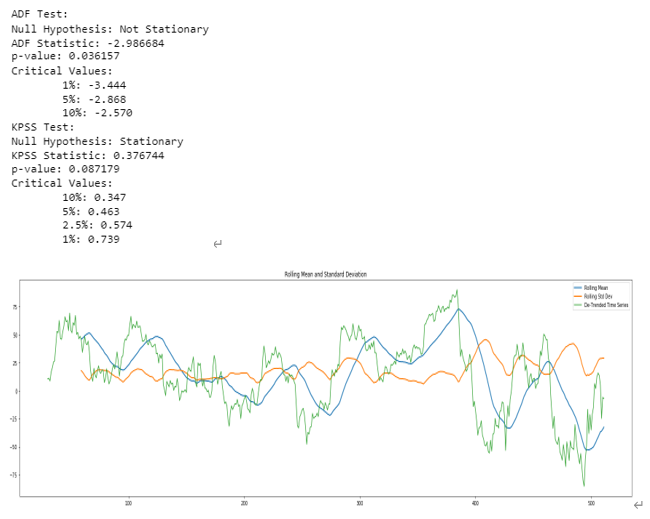 ADF Test:
Null Hypothesis: Not Stationary
ADF Statistic: -2.986684
p-value: 0.036157
Critical Values:
1%: -3.444
5%: -2.868
10%: -2.570
KPSS Test:
Null Hypothesis: Stationary
KPSS Statistic: 0.376744
p-value: 0.087179
Critical Values:
10%: 0.347
5%: 0.463
2.5%: 0.574
1%: 0.739
Rolling Mean and Standard Deviation
Rolling Mean
Rolling Std Dev
De-Trended Time Series
75
50
25
0
-25
-50
-75
100
200
300
400
500